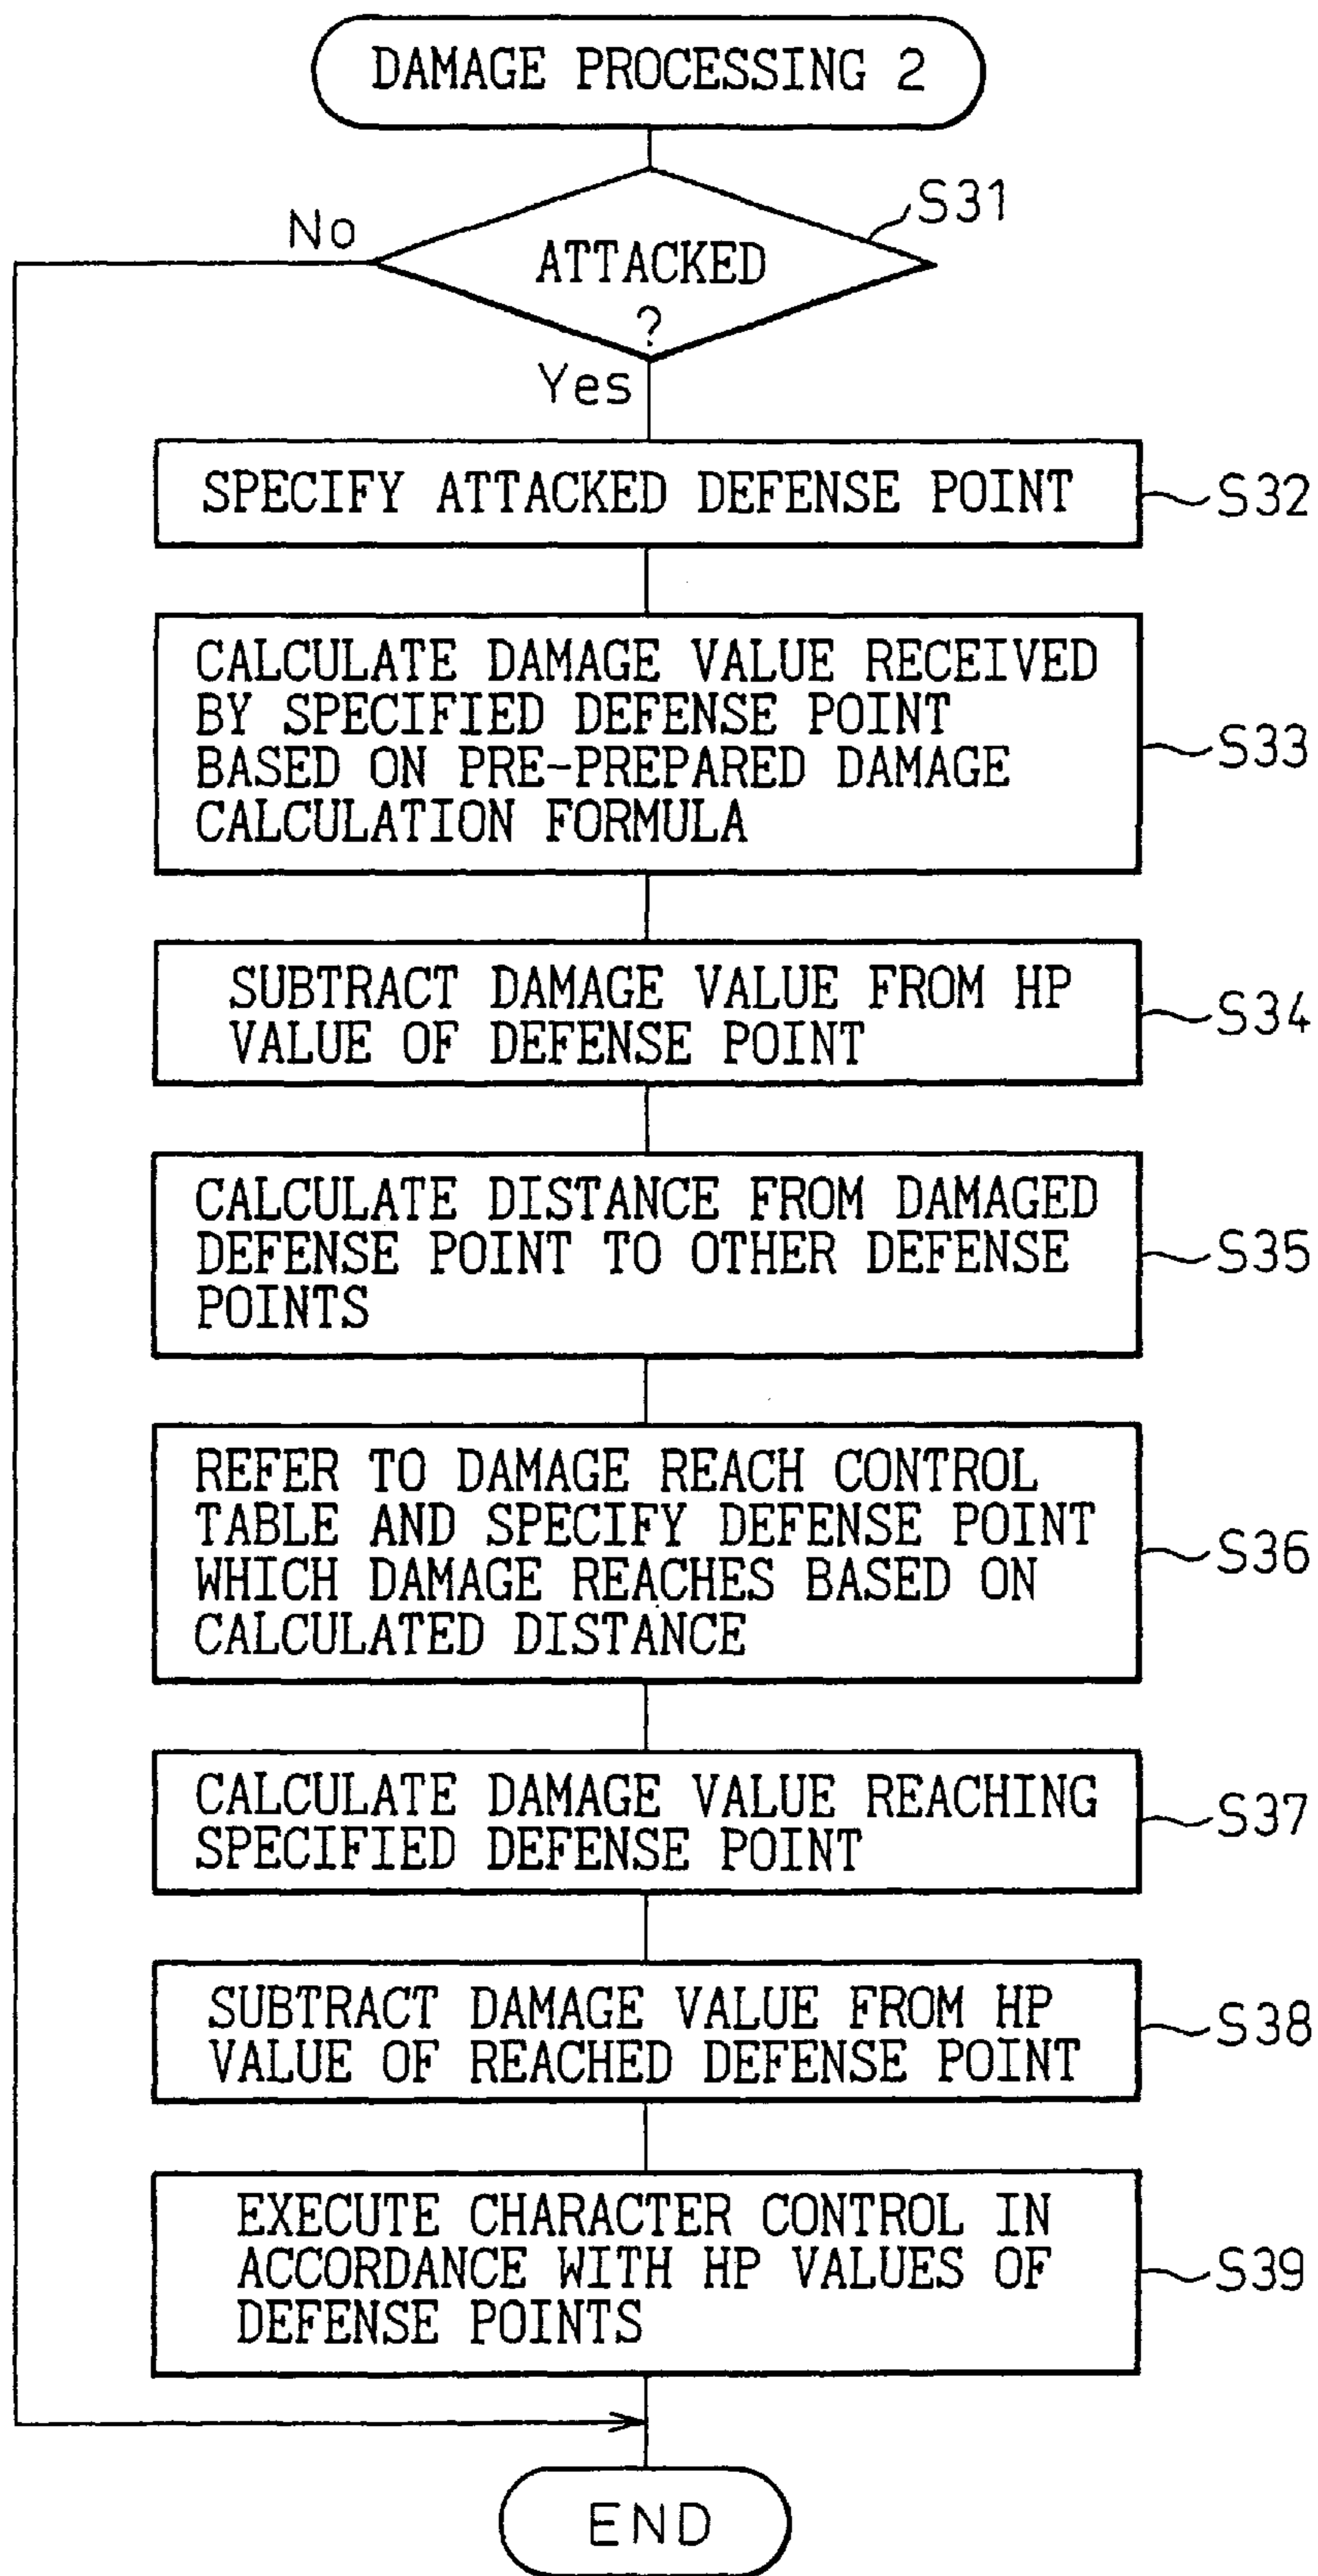 DAMAGE PROCESSING 2
S31
No
ATTACKED
?
Yes
SPECIFY ATTACKED DEFENSE POINT
S32
CALCULATE DAMAGE VALUE RECEIVED
BY SPECIFIED DEFENSE POINT
BASED ON PRE-PREPARED DAMAGE
CALCULATION FORMULA
S33
SUBTRACT DAMAGE VALUE FROM HP
VALUE OF DEFENSE POINT
S34
CALCULATE DISTANCE FROM DAMAGED
DEFENSE POINT TO OTHER DEFENSE
POINTS
S35
REFER TO DAMAGE REACH CONTROL
TABLE AND SPECIFY DEFENSE POINT
WHICH DAMAGE REACHES BASED ON
CALCULATED DISTANCE
S36
CALCULATE DAMAGE VALUE REACHING
SPECIFIED DEFENSE POINT
S37
SUBTRACT DAMAGE VALUE FROM HP
VALUE OF REACHED DEFENSE POINT
S38
EXECUTE CHARACTER CONTROL IN
ACCORDANCE WITH HP VALUES OF
DEFENSE POINTS
S39
END